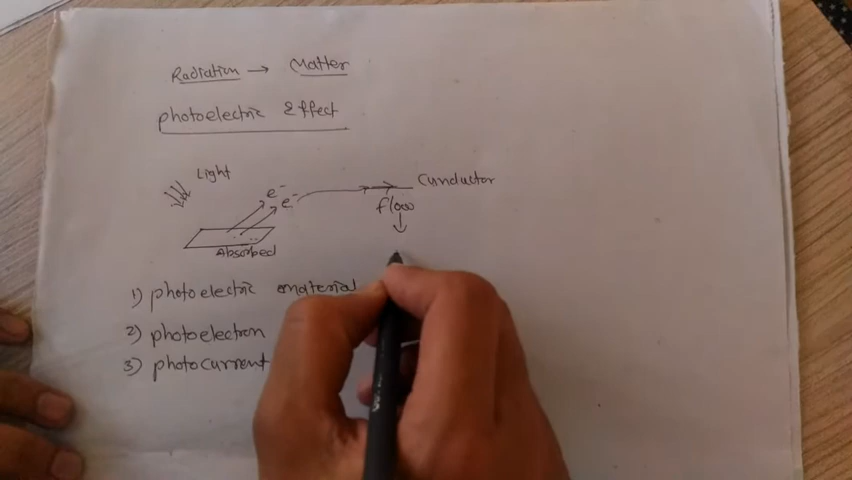 Radiation → Matter
photoelectric Effect
Light
e⁻
e⁻
Conductor
flow
Absorbed
1) photoelectric material
2) photoelectron
3) photocurrent